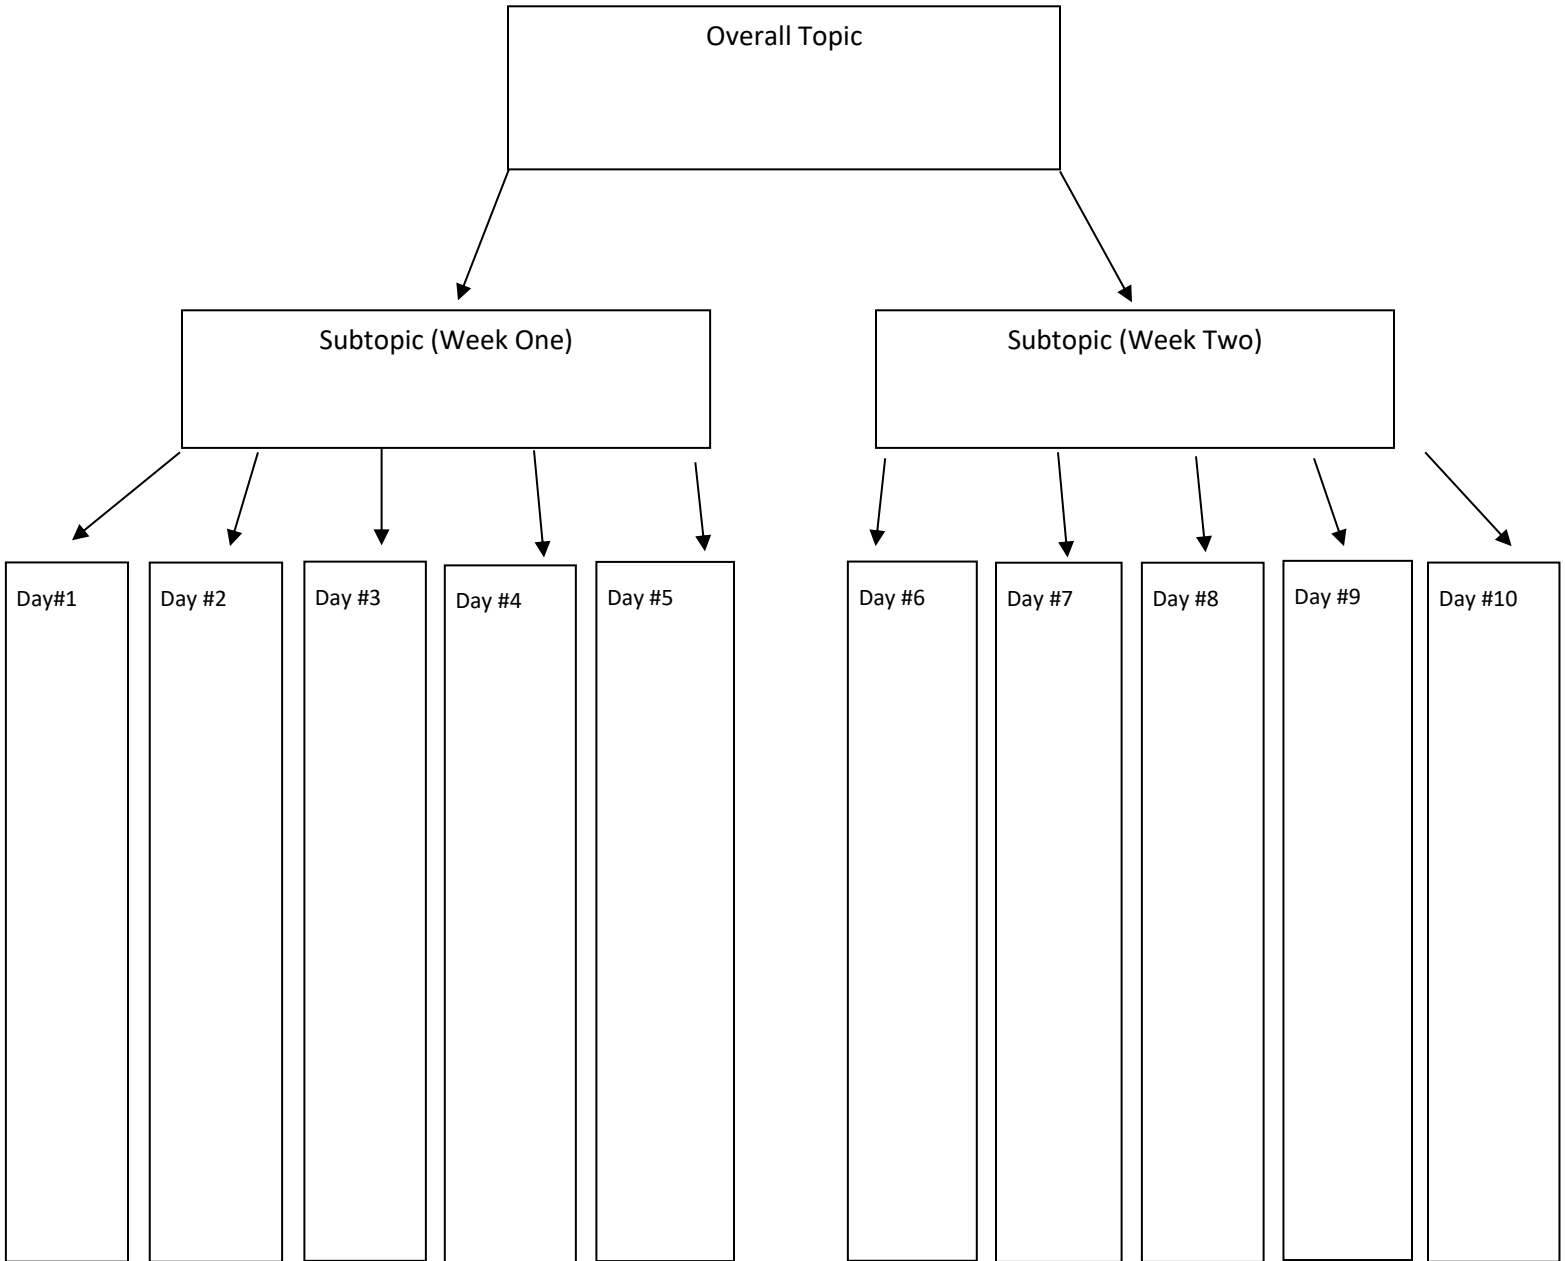 Overall Topic
Subtopic (Week One)
Subtopic (Week Two)
Day#1
Day #2
Day #3
Day #4
Day #5
Day #6
Day #7
Day #8
Day #9
Day #10